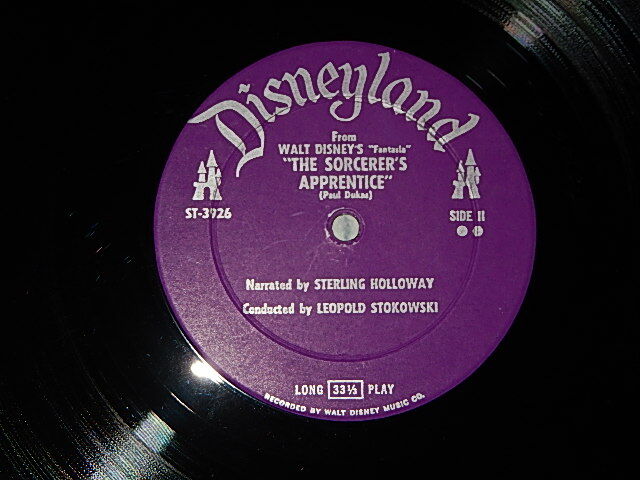 Disneyland
From
WALT DISNEY'S "Fantasia"
"THE SORCERER'S
APPRENTICE"
(Paul Dukas)
ST-3926
SIDE II
Narrated by STERLING HOLLOWAY
Conducted by LEOPOLD STOKOWSKI
LONG 33⅓ PLAY
RECORDED BY WALT DISNEY MUSIC CO.